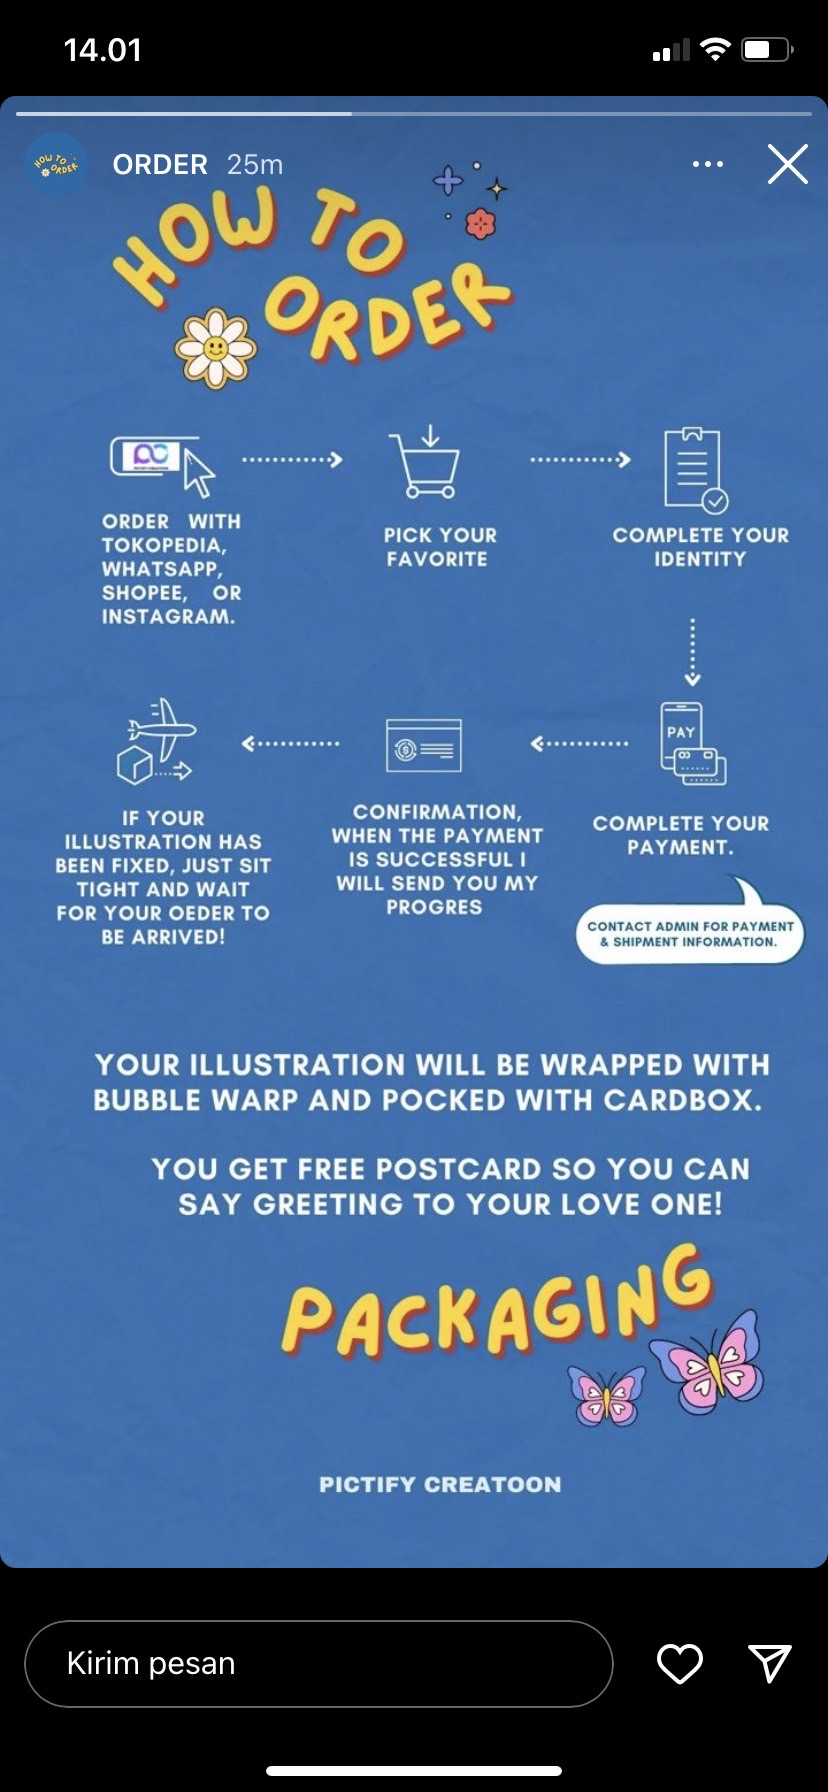 14.01
HOW TO
ORDER
ORDER 25m
HOW TO
ORDER
ORDER WITH
TOKOPEDIA,
WHATSAPP,
SHOPEE, OR
INSTAGRAM.
PICK YOUR
FAVORITE
COMPLETE YOUR
IDENTITY
PAY
COMPLETE YOUR
PAYMENT.
CONTACT ADMIN FOR PAYMENT
& SHIPMENT INFORMATION.
CONFIRMATION,
WHEN THE PAYMENT
IS SUCCESSFUL I
WILL SEND YOU MY
PROGRES
IF YOUR
ILLUSTRATION HAS
BEEN FIXED, JUST SIT
TIGHT AND WAIT
FOR YOUR OEDER TO
BE ARRIVED!
YOUR ILLUSTRATION WILL BE WRAPPED WITH
BUBBLE WARP AND POCKED WITH CARDBOX.
YOU GET FREE POSTCARD SO YOU CAN
SAY GREETING TO YOUR LOVE ONE!
PACKAGING
PICTIFY CREATOON
Kirim pesan